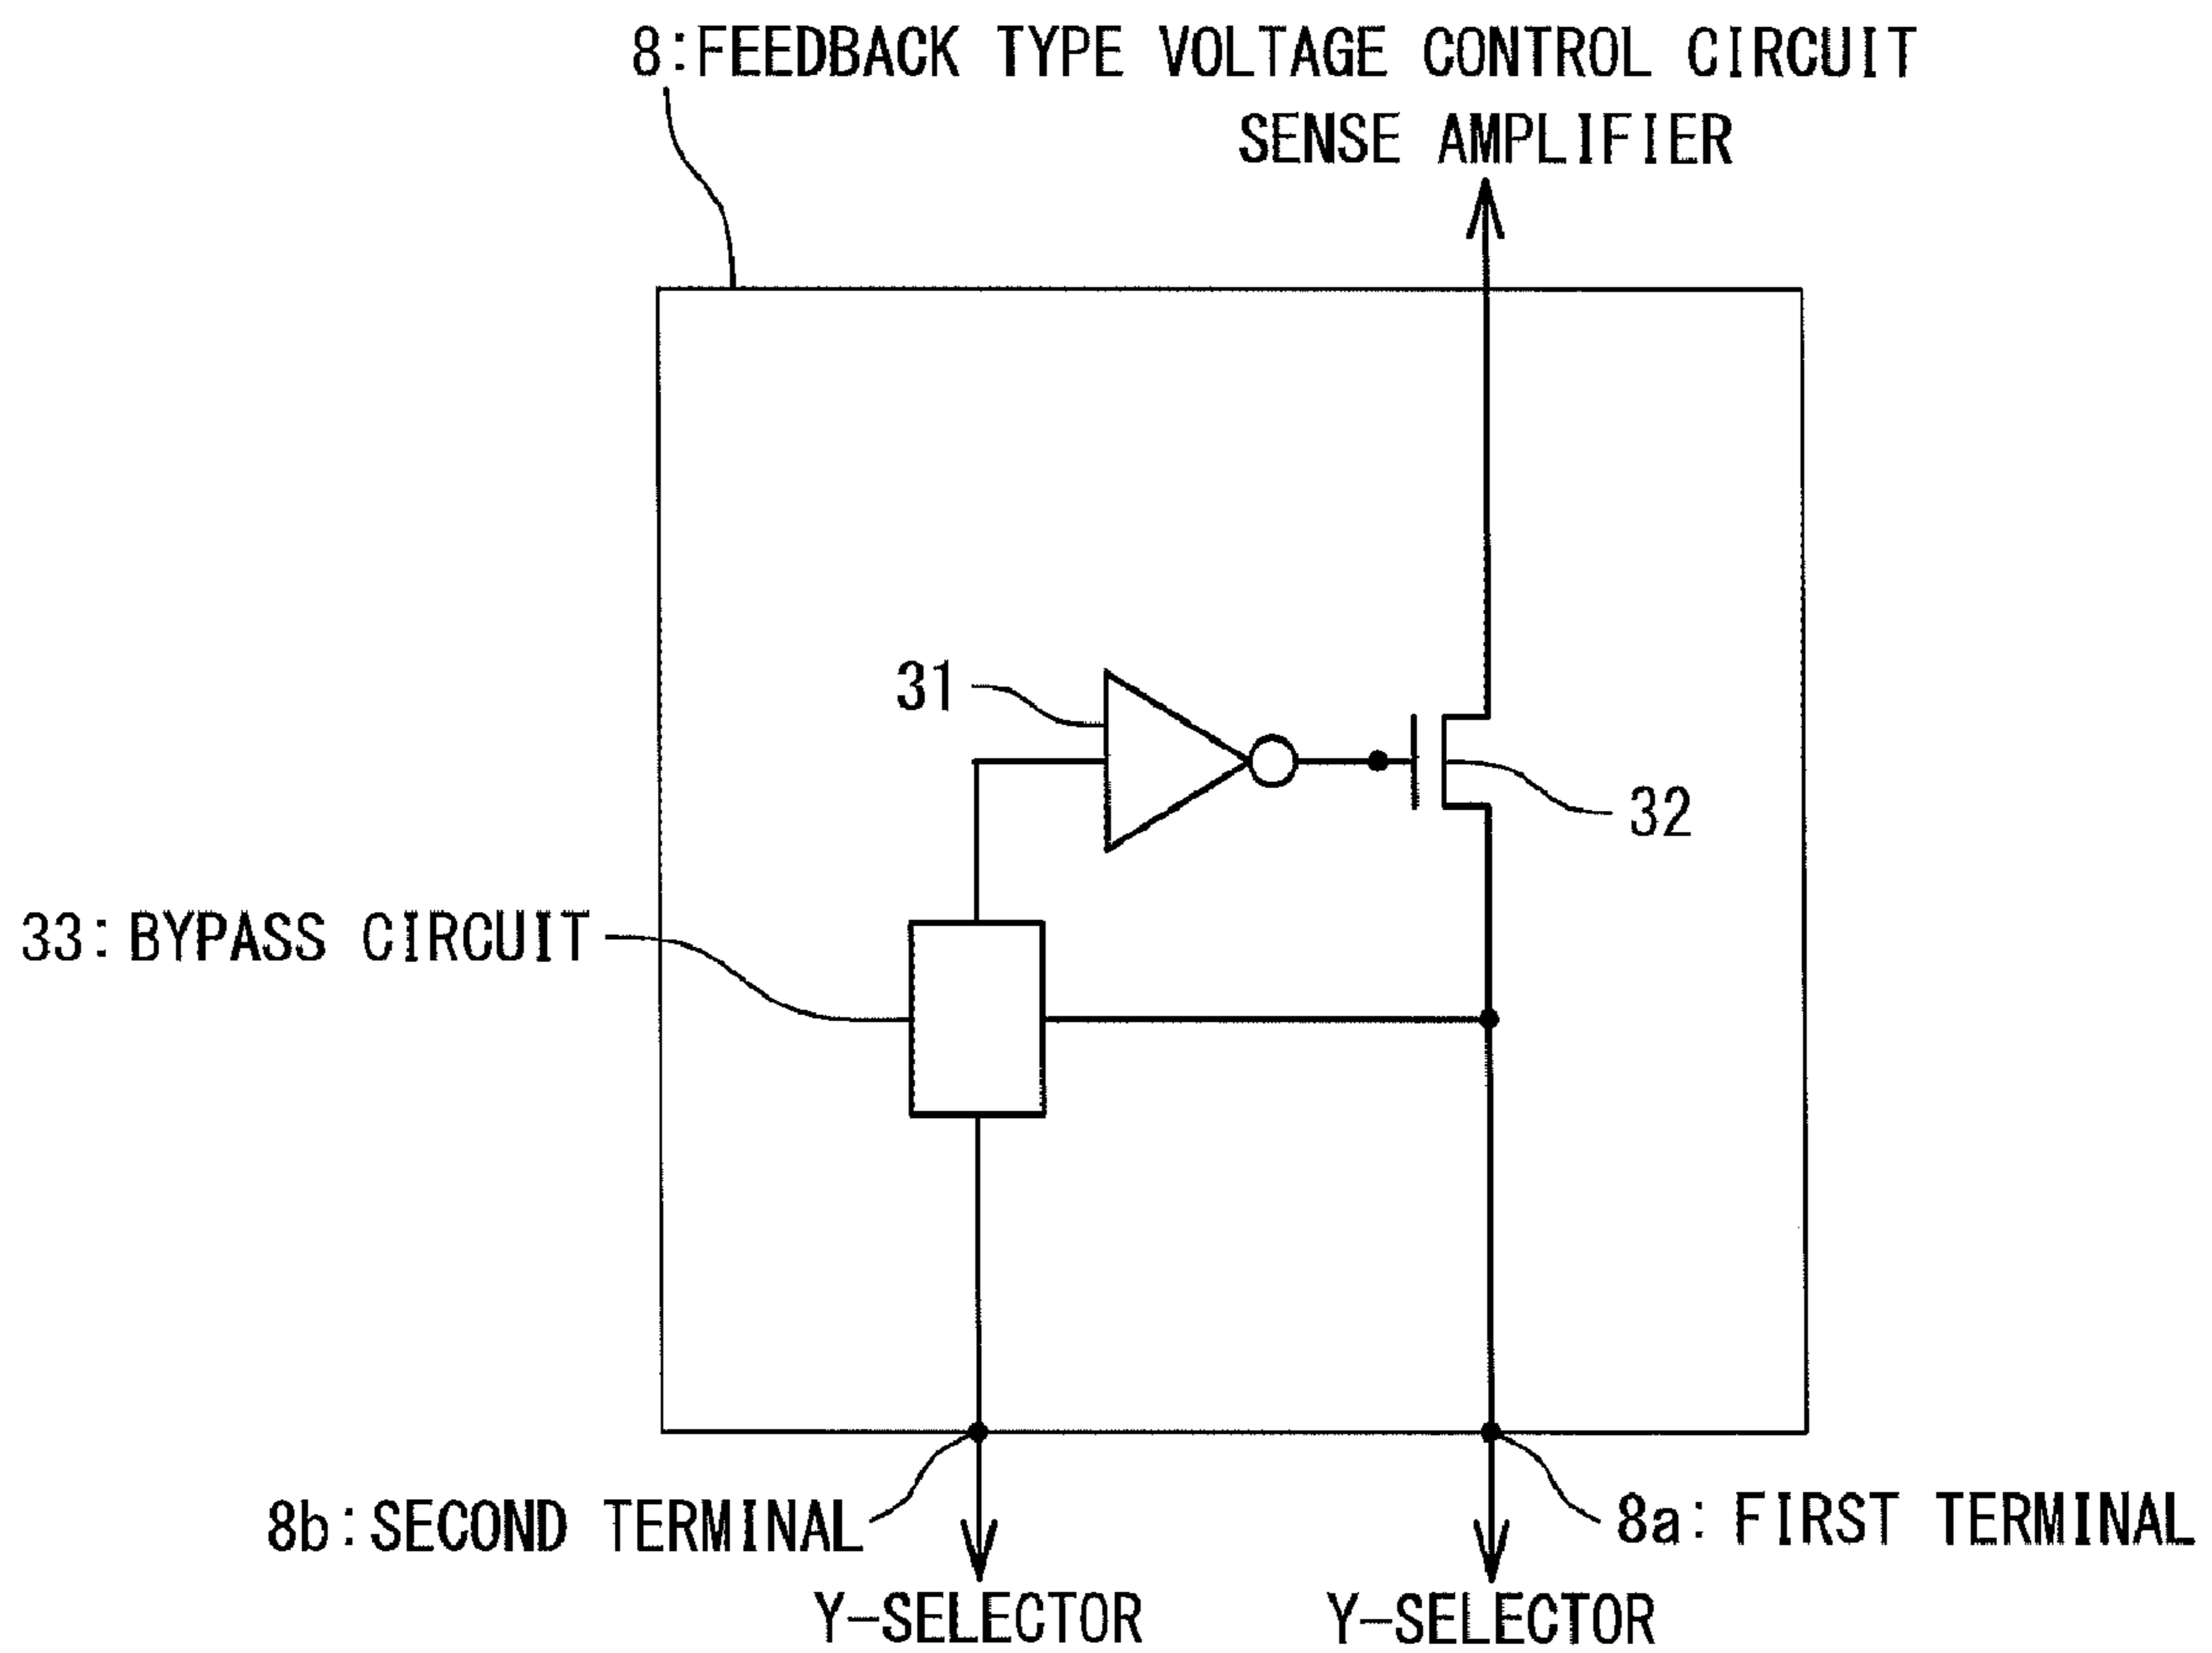 8:FEEDBACK TYPE VOLTAGE CONTROL CIRCUIT
SENSE AMPLIFIER
31
32
33:BYPASS CIRCUIT
8b:SECOND TERMINAL
8a: FIRST TERMINAL
Y-SELECTOR
Y-SELECTOR